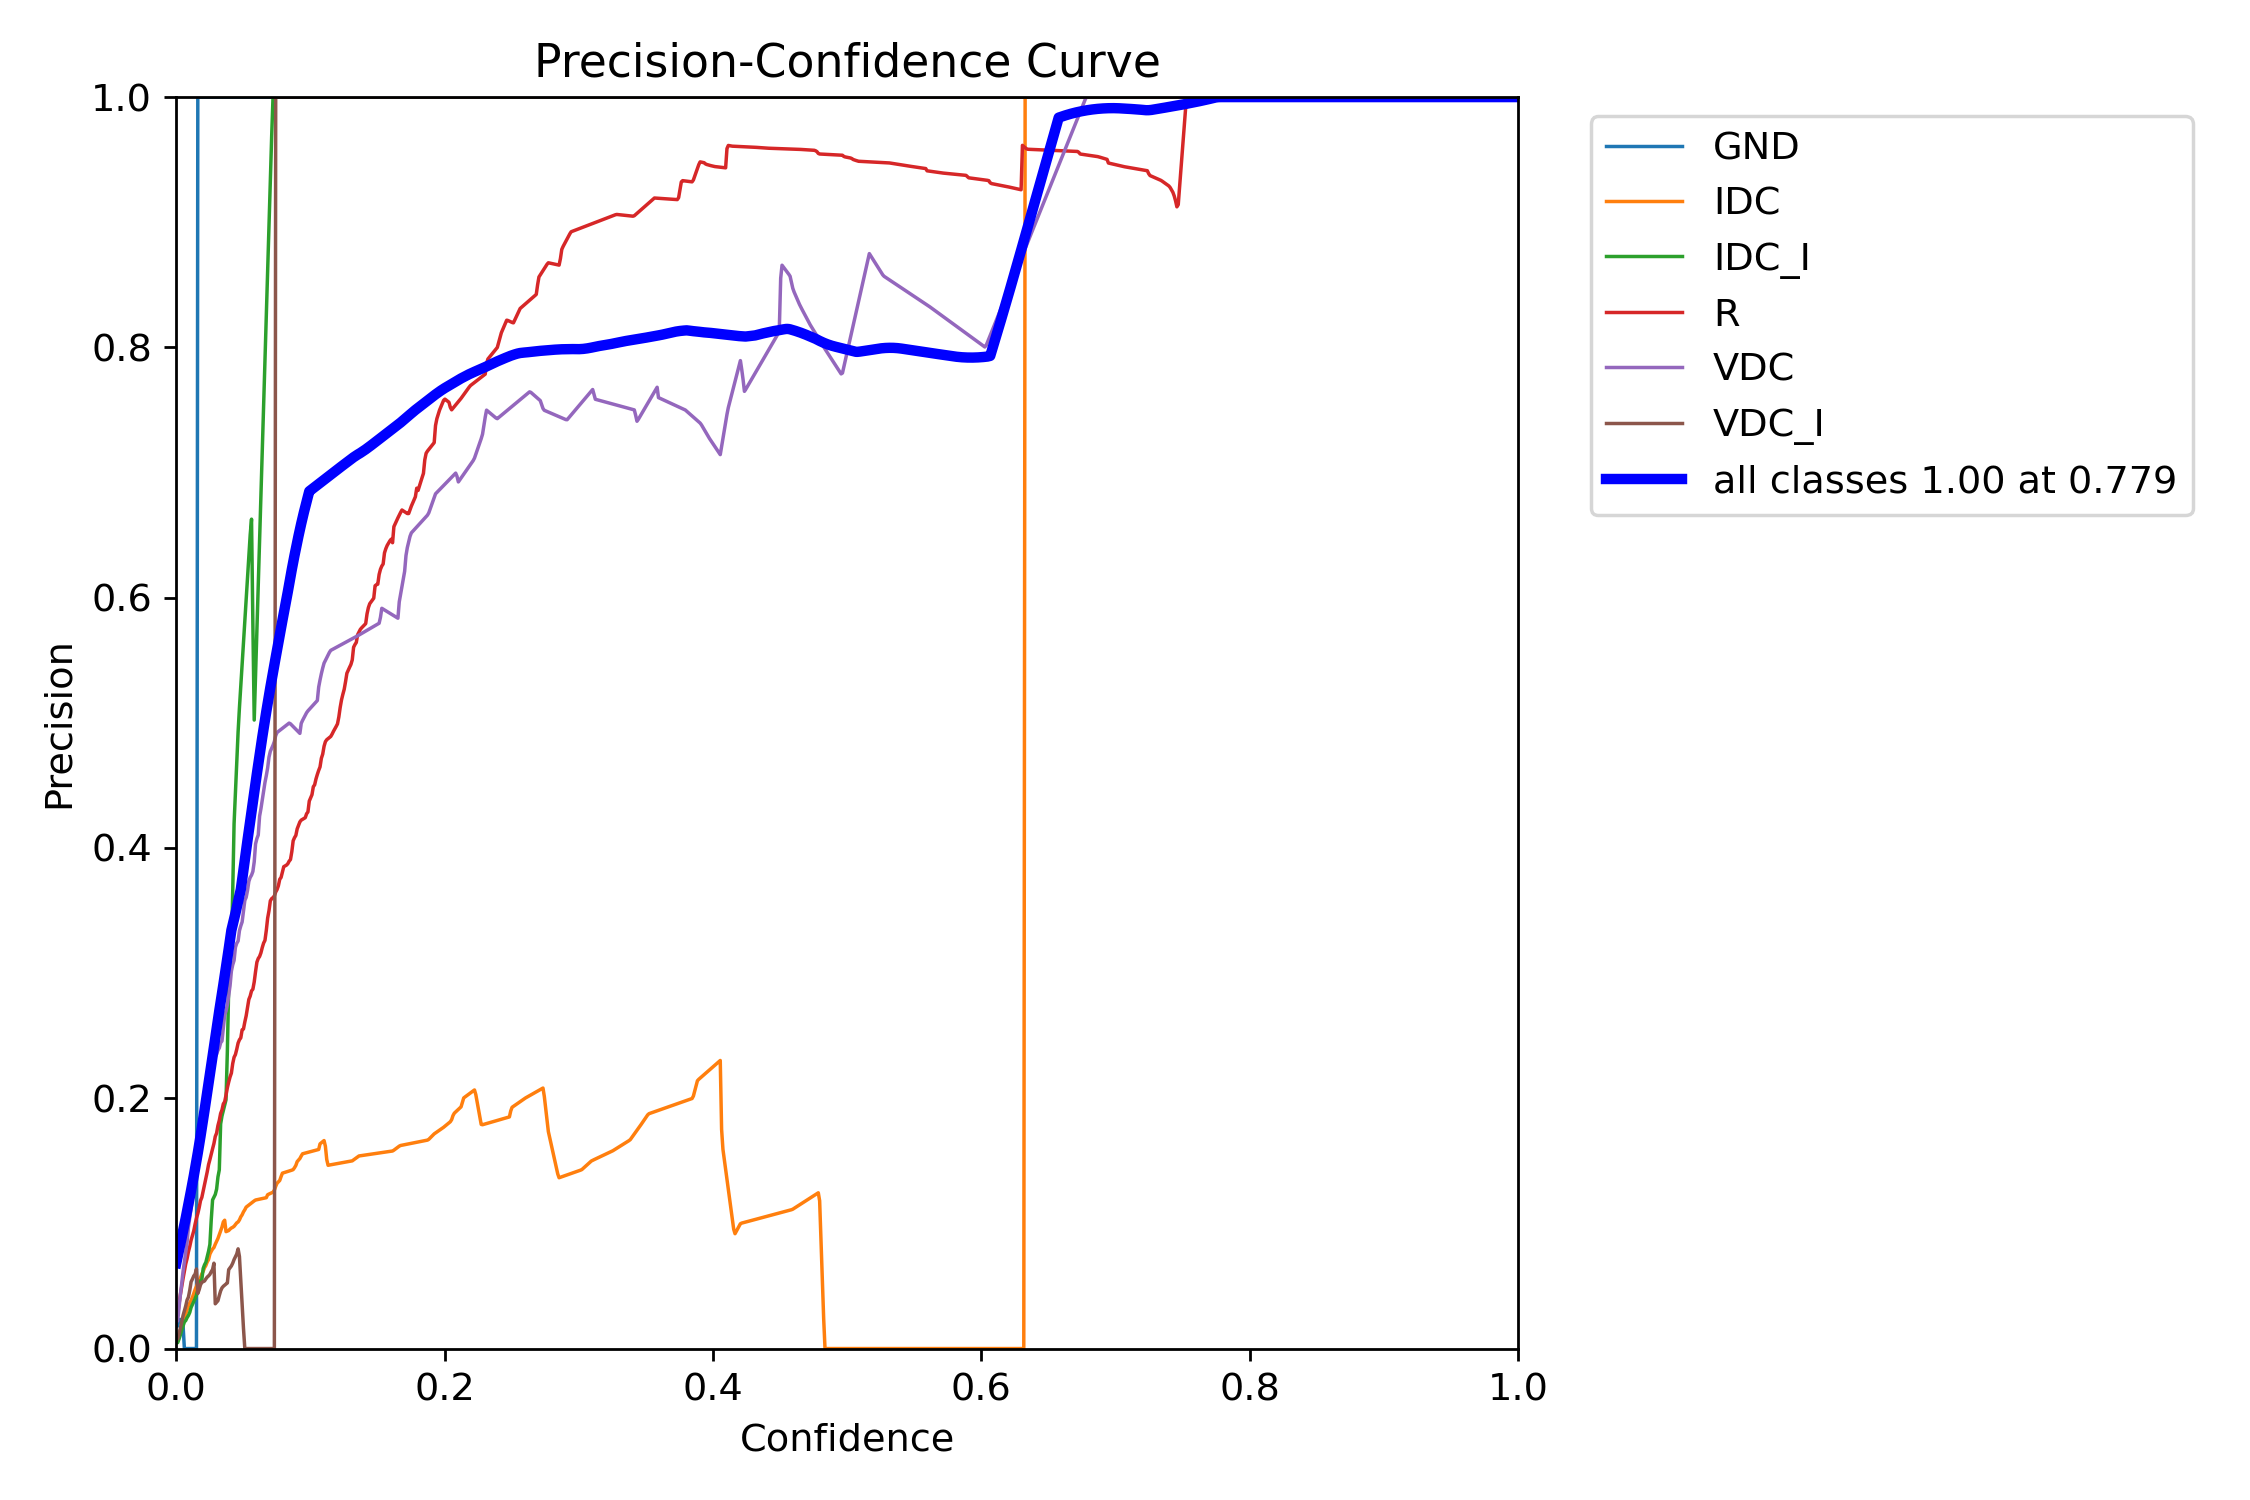 Precision-Confidence Curve
1.0
0.8
0.6
0.4
0.2
0.0
Precision
0.0 0.2 0.4 0.6 0.8 1.0
Confidence
GND
IDC
IDC_I
R
VDC
VDC_I
all classes 1.00 at 0.779